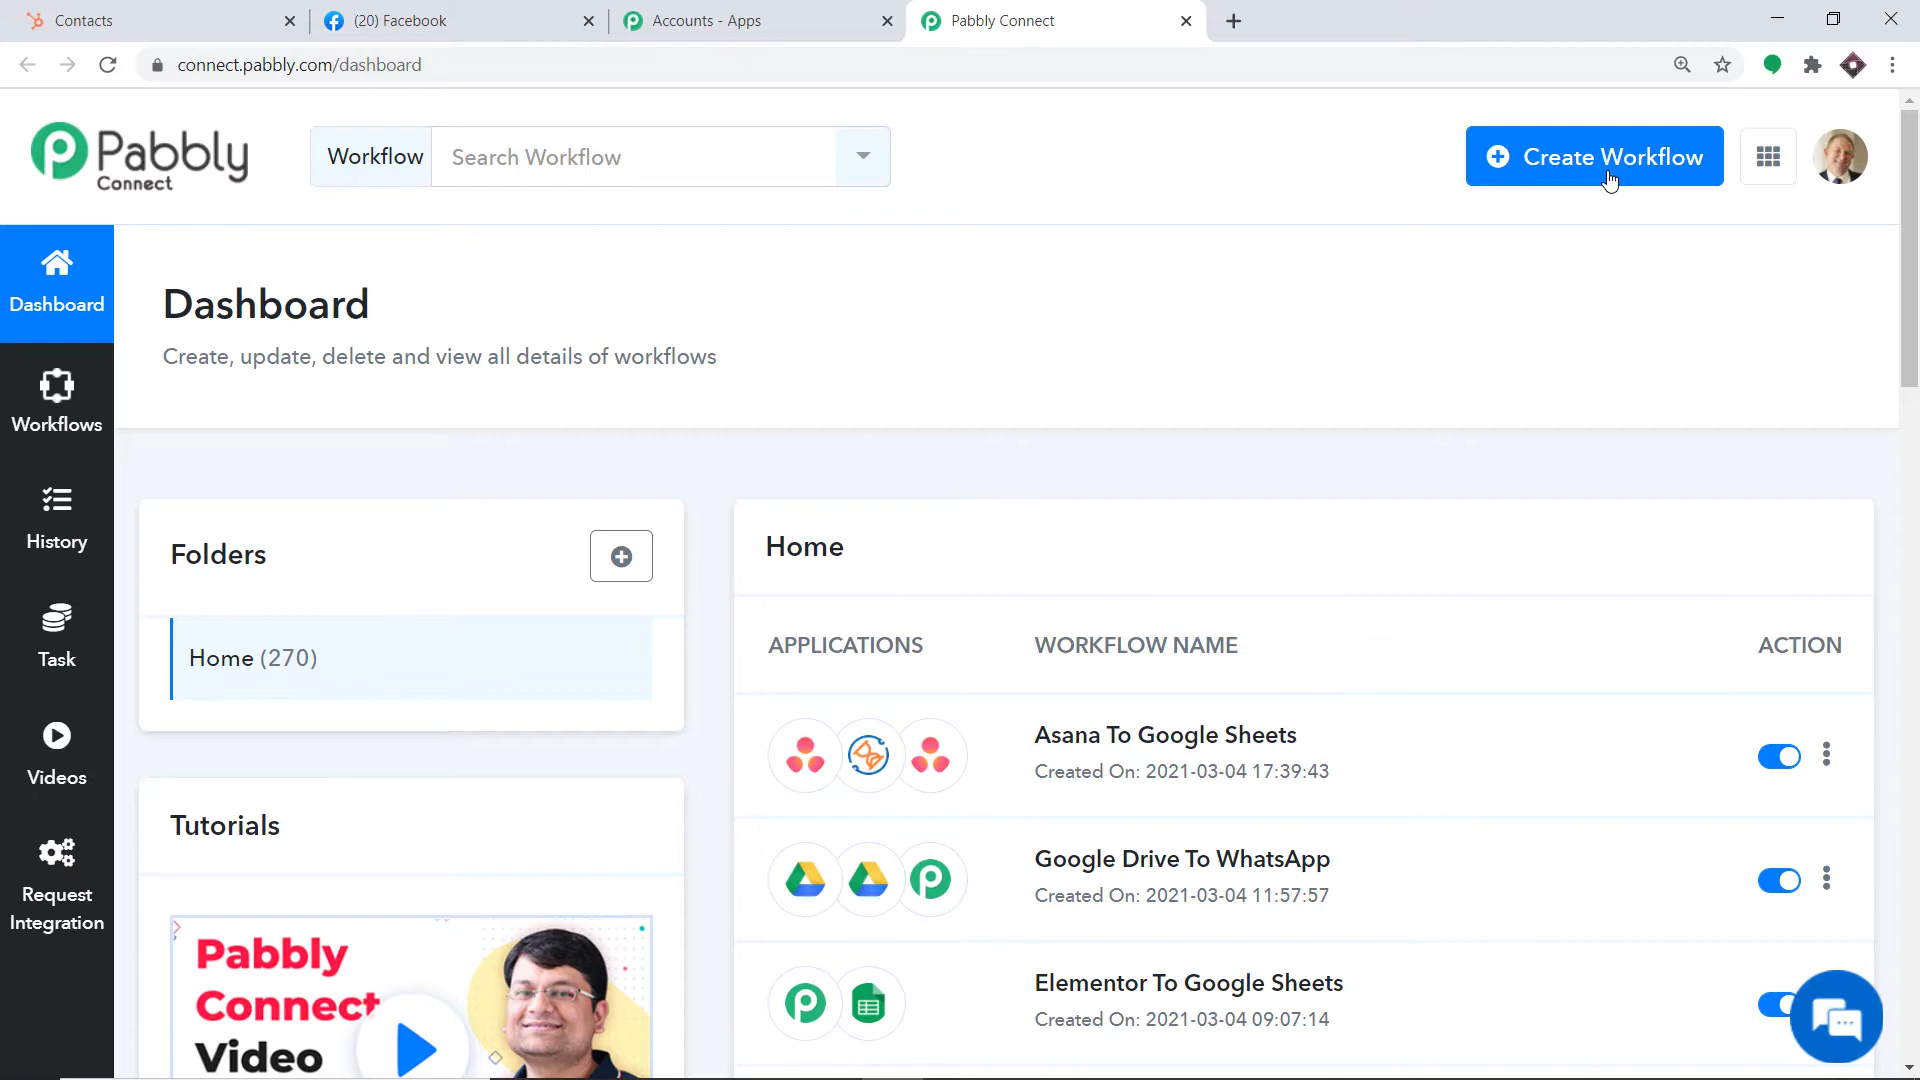 Contacts
(20) Facebook
Accounts - Apps
Pabbly Connect
connect.pabbly.com/dashboard
Pabbly
Connect
Workflow
Search Workflow
Create Workflow
Dashboard
Workflows
History
Task
Videos
Request
Integration
Dashboard
Create, update, delete and view all details of workflows
Folders
Home (270)
Tutorials
Pabbly
Connect
Video
Home
APPLICATIONS WORKFLOW NAME ACTION
Asana To Google Sheets
Created On: 2021-03-04 17:39:43
Google Drive To WhatsApp
Created On: 2021-03-04 11:57:57
Elementor To Google Sheets
Created On: 2021-03-04 09:07:14